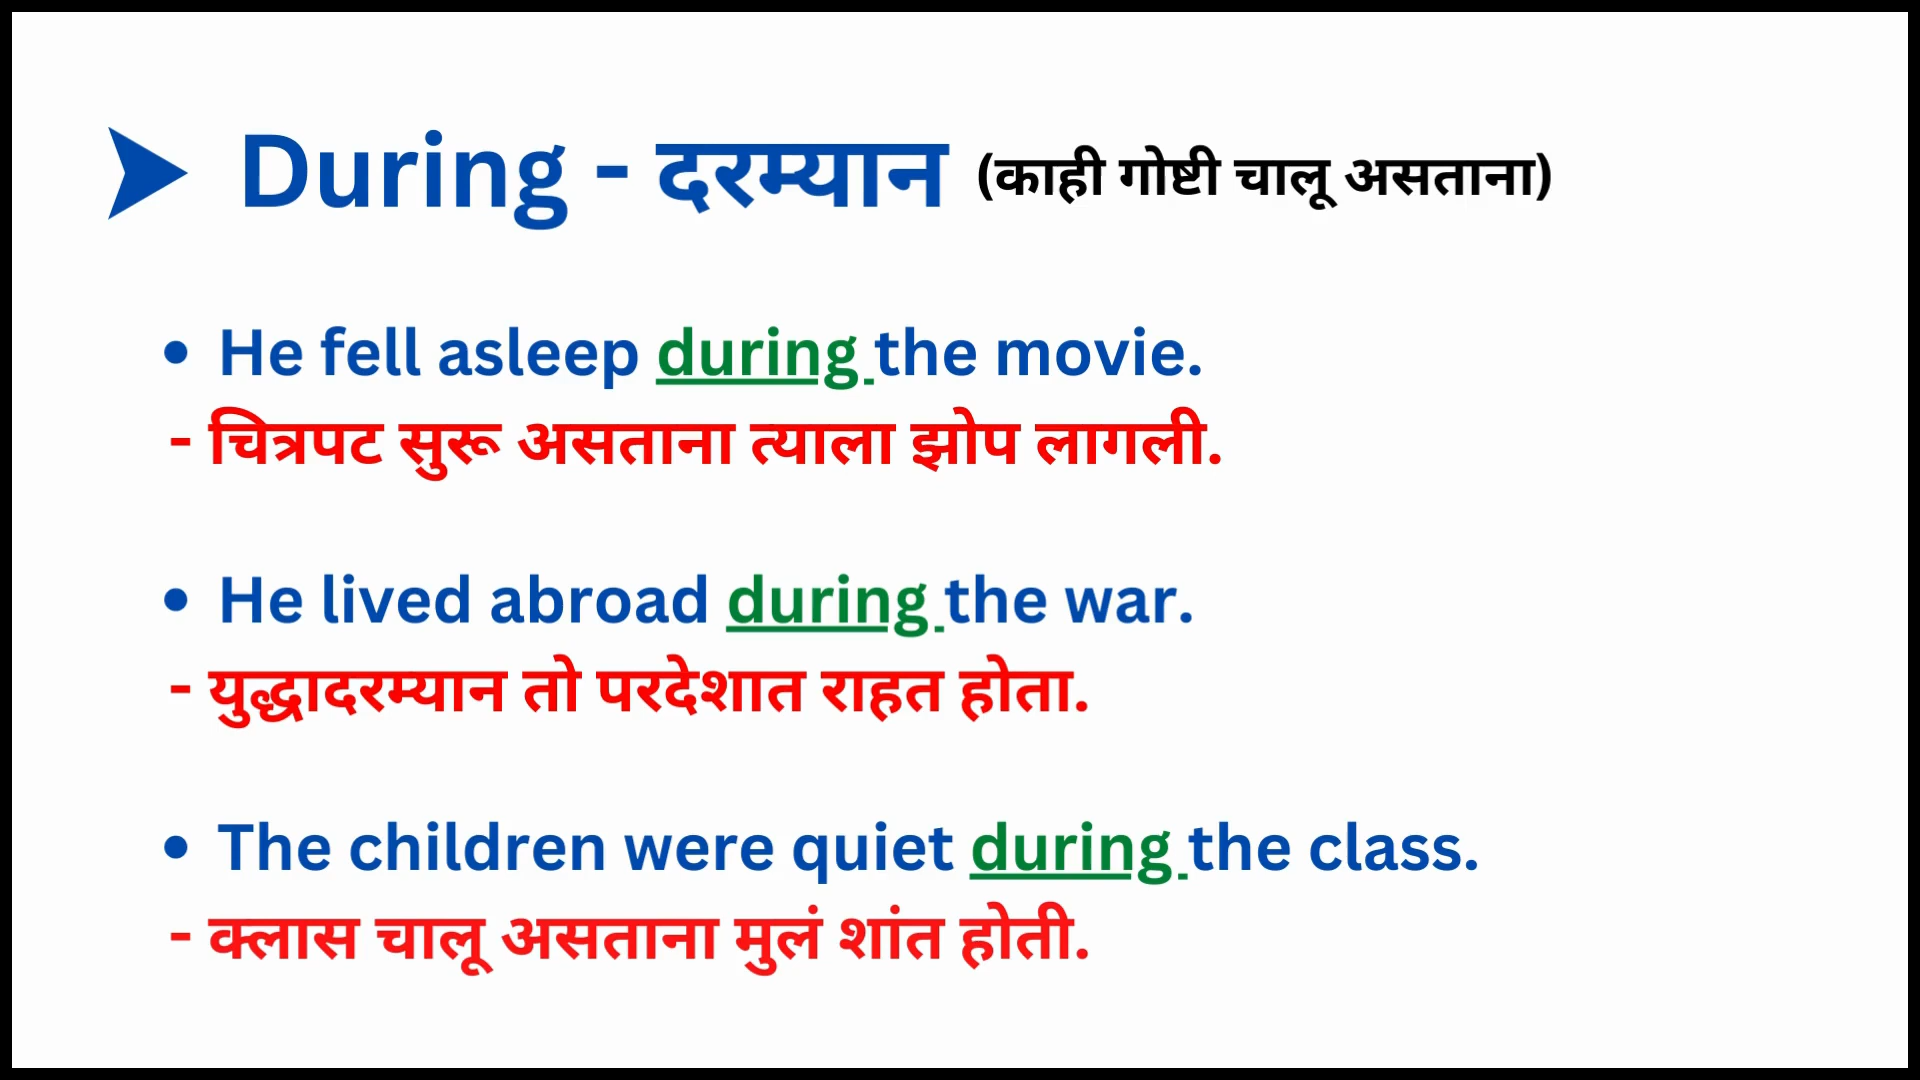 During - दरम्यान (काही गोष्टी चालू असताना)
• He fell asleep during the movie.
- चित्रपट सुरू असताना त्याला झोप लागली.
• He lived abroad during the war.
- युद्धादरम्यान तो परदेशात राहत होता.
• The children were quiet during the class.
- क्लास चालू असताना मुलं शांत होती.